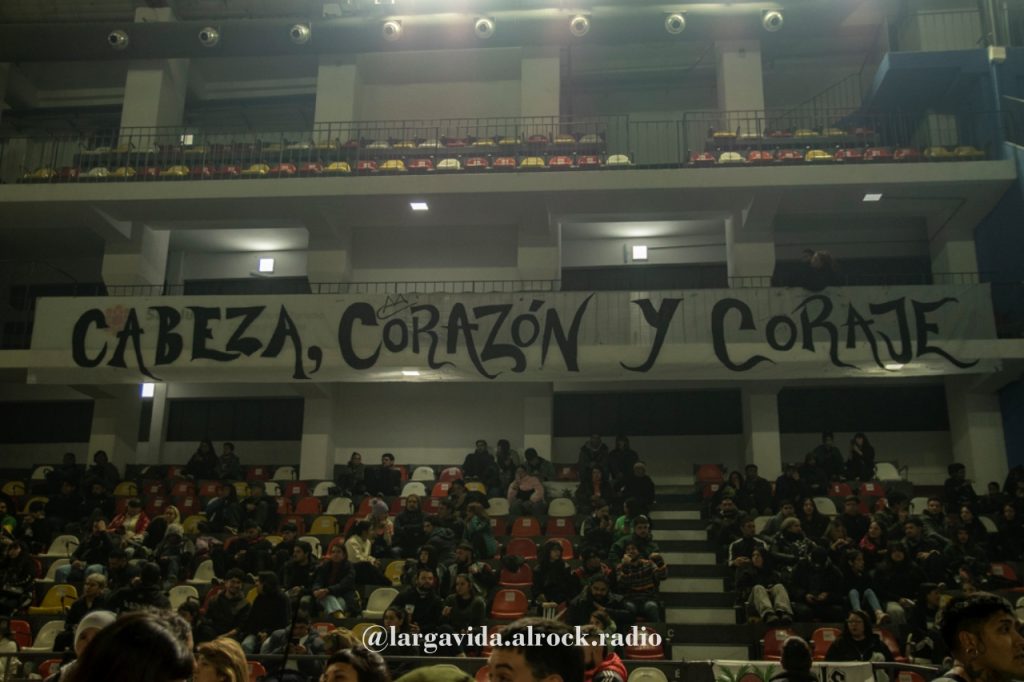 CABEZA, CORAZÓN Y CORAJE
@largavida.alrock.radio